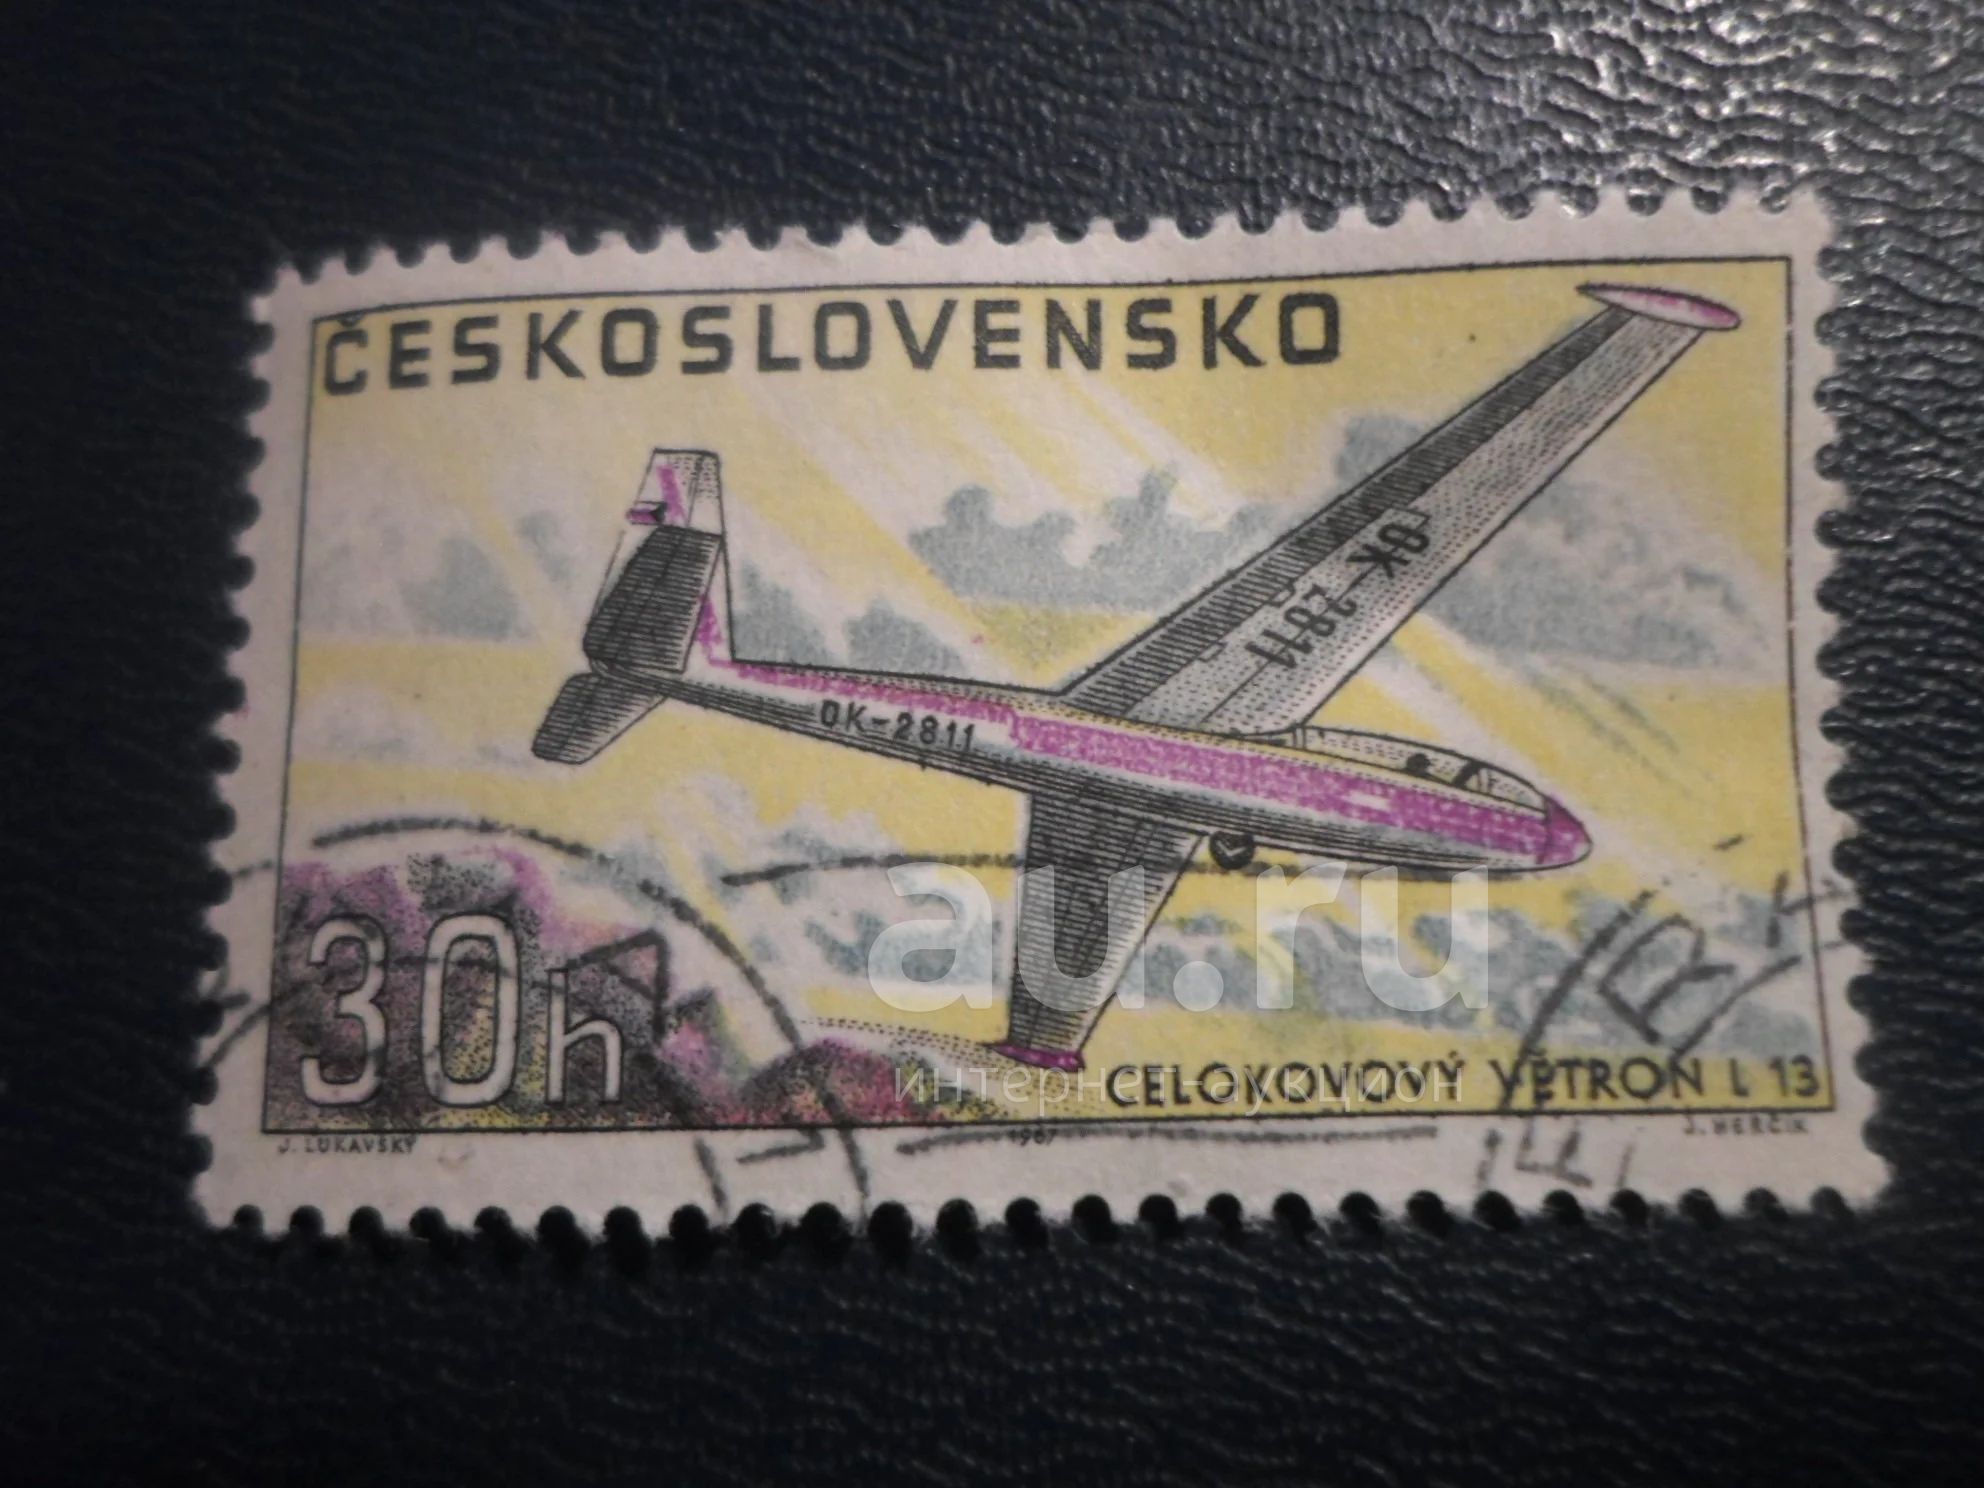 ČESKOSLOVENSKO
OK-2811
OK-2811
30h
CELOKOVOVÝ VĚTRON L 13
J. LUKAVSKÝ
1967
J. HERČÍK
au.ru
интернет-аукцион